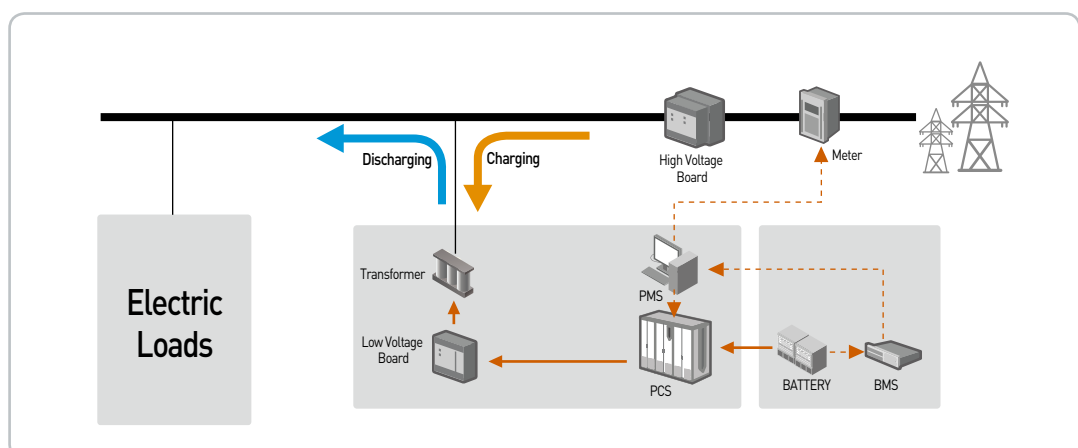 Discharging
Charging
High Voltage
Board
Meter
Electric
Loads
Transformer
PMS
Low Voltage
Board
PCS
BATTERY
BMS